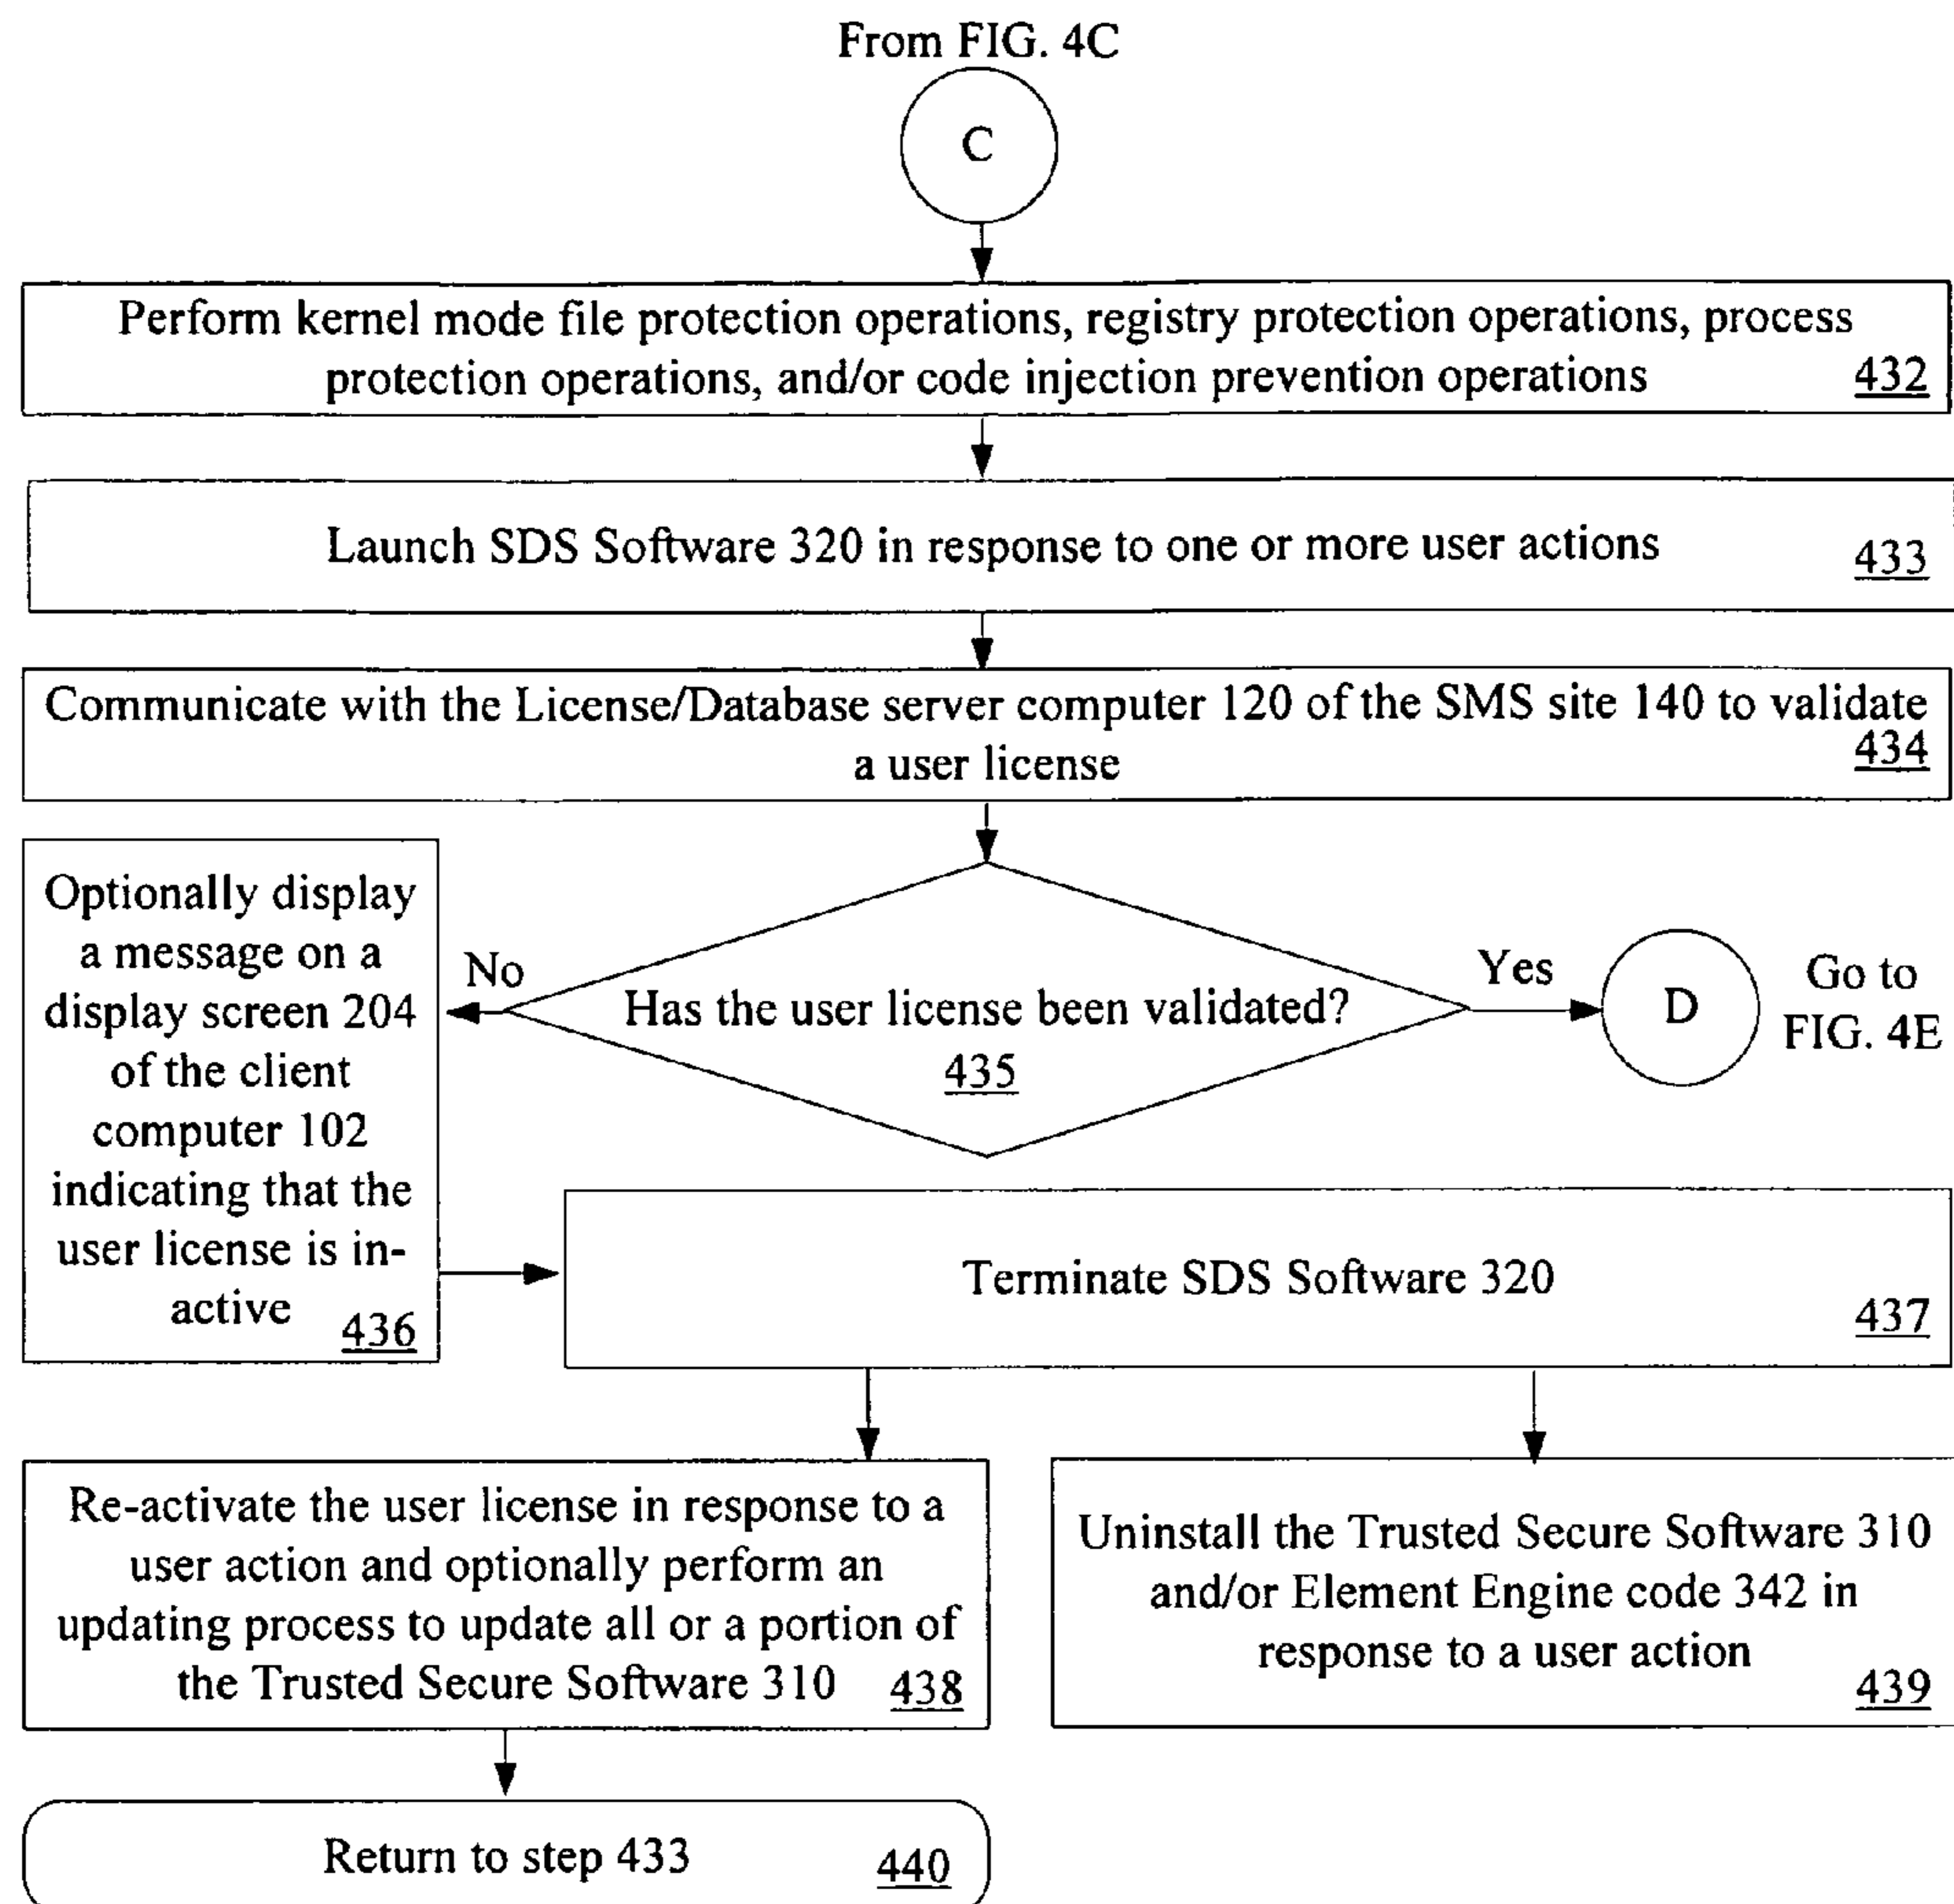 From FIG. 4C
C
Perform kernel mode file protection operations, registry protection operations, process
protection operations, and/or code injection prevention operations
432
Launch SDS Software 320 in response to one or more user actions
433
Communicate with the License/Database server computer 120 of the SMS site 140 to validate
a user license
434
Has the user license been validated?
435
Yes
D
Go to
FIG. 4E
No
Optionally display
a message on a
display screen 204
of the client
computer 102
indicating that the
user license is in-
active
436
Terminate SDS Software 320
437
Re-activate the user license in response to a
user action and optionally perform an
updating process to update all or a portion of
the Trusted Secure Software 310
438
Uninstall the Trusted Secure Software 310
and/or Element Engine code 342 in
response to a user action
439
Return to step 433
440